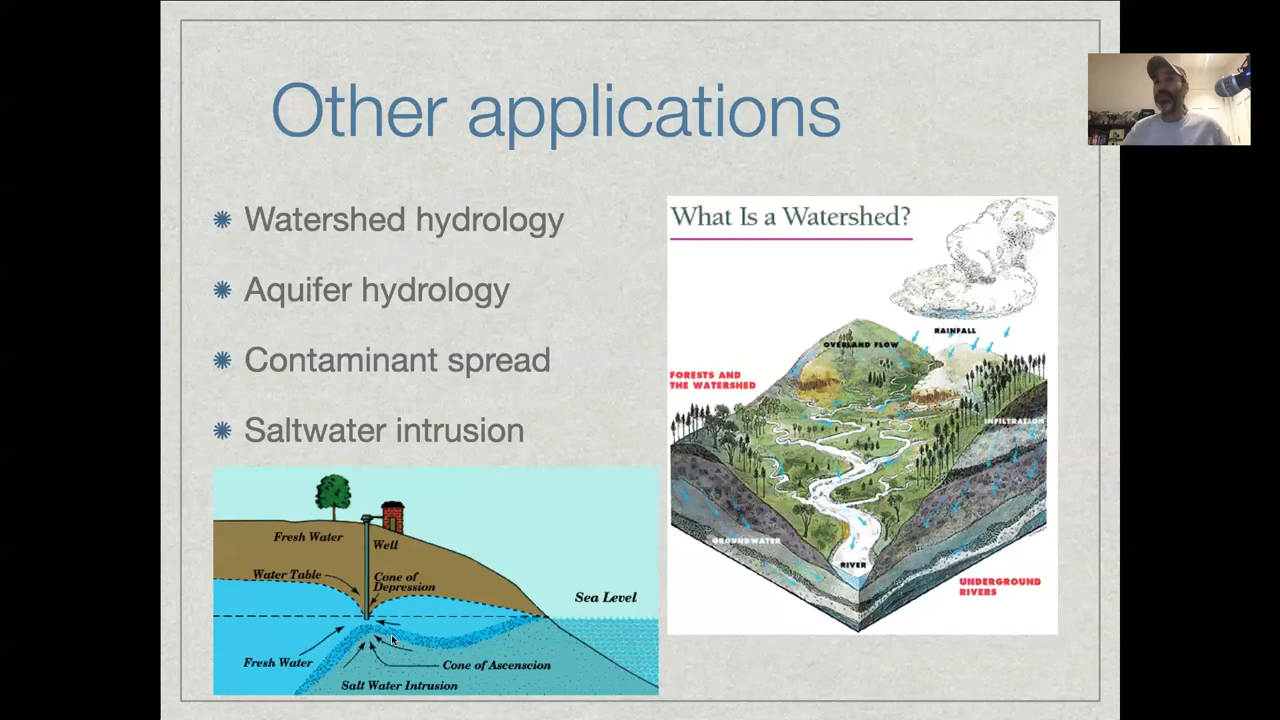 Other applications
Watershed hydrology
Aquifer hydrology
Contaminant spread
Saltwater intrusion
Fresh Water
Well
Water Table
Cone of
Depression
Sea Level
Fresh Water
Cone of Ascenscion
Salt Water Intrusion
What Is a Watershed?
RAINFALL
OVERLAND FLOW
FORESTS AND
THE WATERSHED
INFILTRATION
GROUNDWATER
RIVER
UNDERGROUND
RIVERS